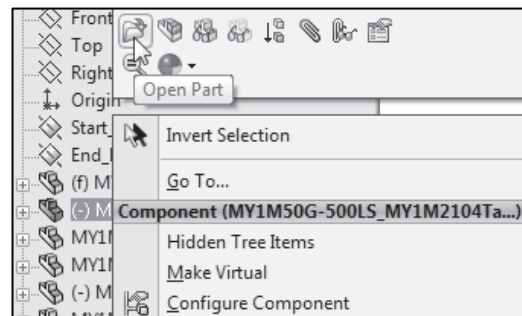 Front
Top
Right
Open Part
Origin
Start_
Invert Selection
End_
Go To...
(f) M
(-) M
Component (MY1M50G-500LS_MY1M2104Ta...)
MY1
Hidden Tree Items
MY1
Make Virtual
(-) M
Configure Component